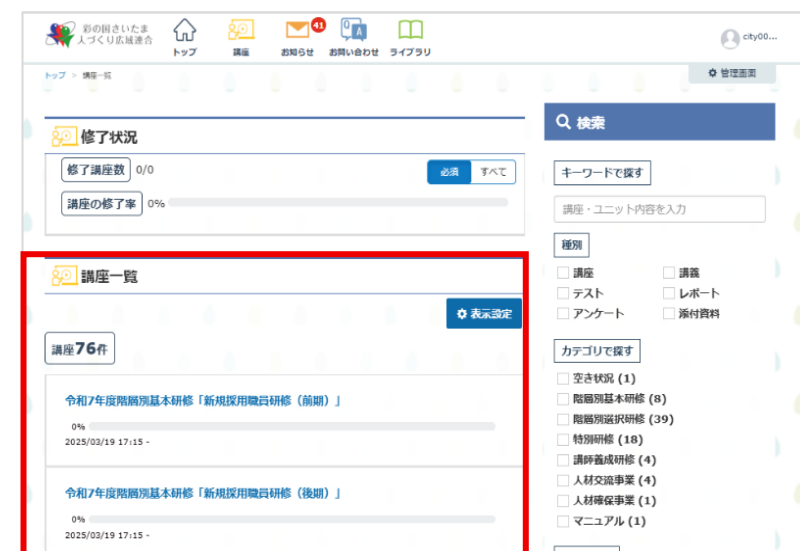 彩の国さいたま
人づくり広域連合
トップ
講座
41
お知らせ
お問い合わせ
ライブラリ
city00...
トップ > 講座一覧
管理画面
修了状況
修了講座数 0/0
必須 すべて
講座の修了率 0%
講座一覧
表示設定
講座76件
令和7年度階層別基本研修「新規採用職員研修（前期）」
0%
2025/03/19 17:15 -
令和7年度階層別基本研修「新規採用職員研修（後期）」
0%
2025/03/19 17:15 -
検索
キーワードで探す
講座・ユニット内容を入力
種別
講座 講義
テスト レポート
アンケート 添付資料
カテゴリで探す
空き状況 (1)
階層別基本研修 (8)
階層別選択研修 (39)
特別研修 (18)
講師養成研修 (4)
人材交流事業 (4)
人材確保事業 (1)
マニュアル (1)